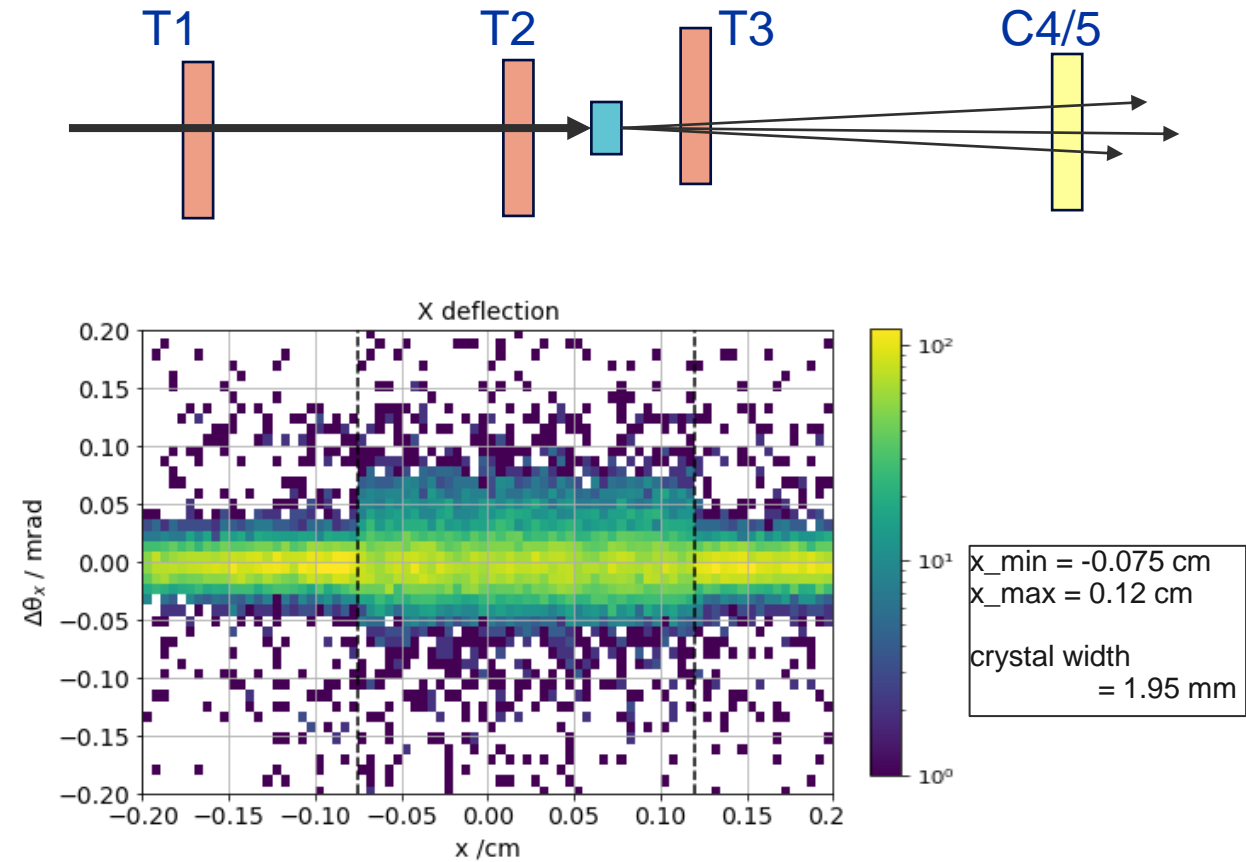 T1
T2
T3
C4/5
X deflection
0.20
0.15
0.10
0.05
0.00
−0.05
−0.10
−0.15
−0.20
Δθx / mrad
−0.20
−0.15
−0.10
−0.05
0.00
0.05
0.10
0.15
0.2
x /cm
10²
10¹
10⁰
x_min = -0.075 cm
x_max = 0.12 cm
crystal width
= 1.95 mm